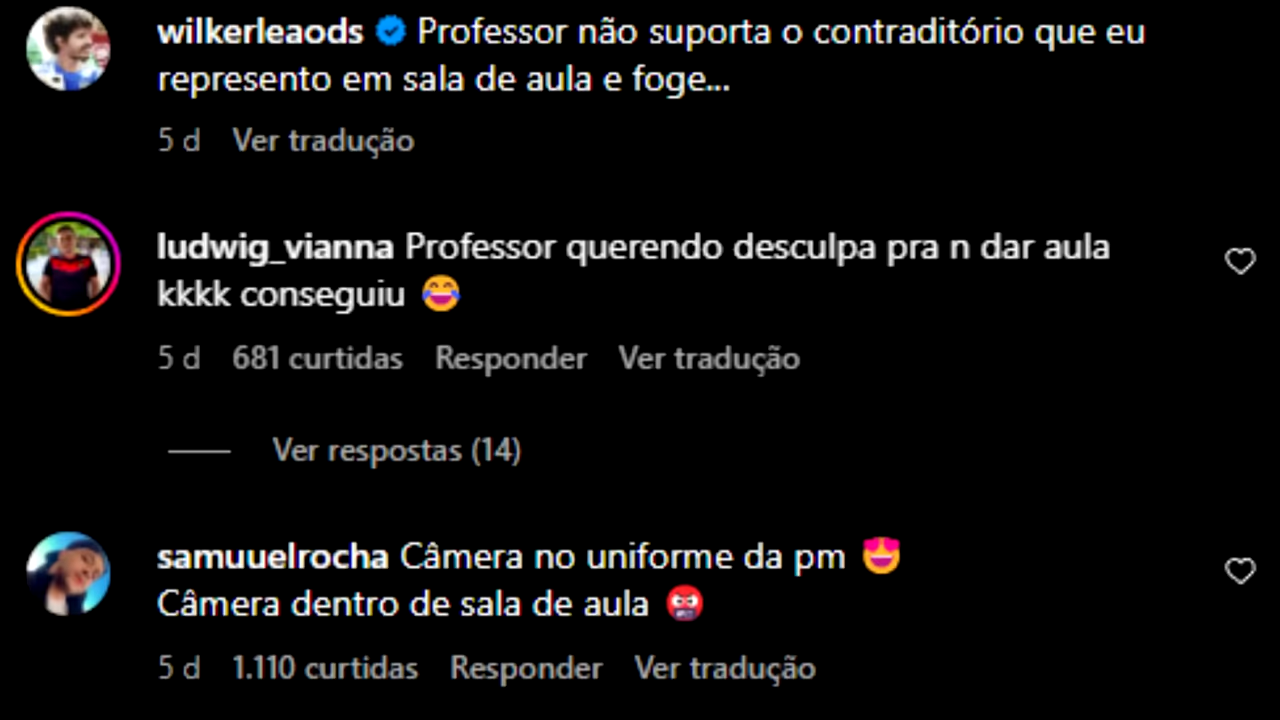 wilkerleaods Professor não suporta o contraditório que eu
represento em sala de aula e foge...
5 d Ver tradução
ludwig_vianna Professor querendo desculpa pra n dar aula
kkkk conseguiu 😂
5 d 681 curtidas Responder Ver tradução
Ver respostas (14)
samuuelrocha Câmera no uniforme da pm 😍
Câmera dentro de sala de aula 🤬
5 d 1.110 curtidas Responder Ver tradução